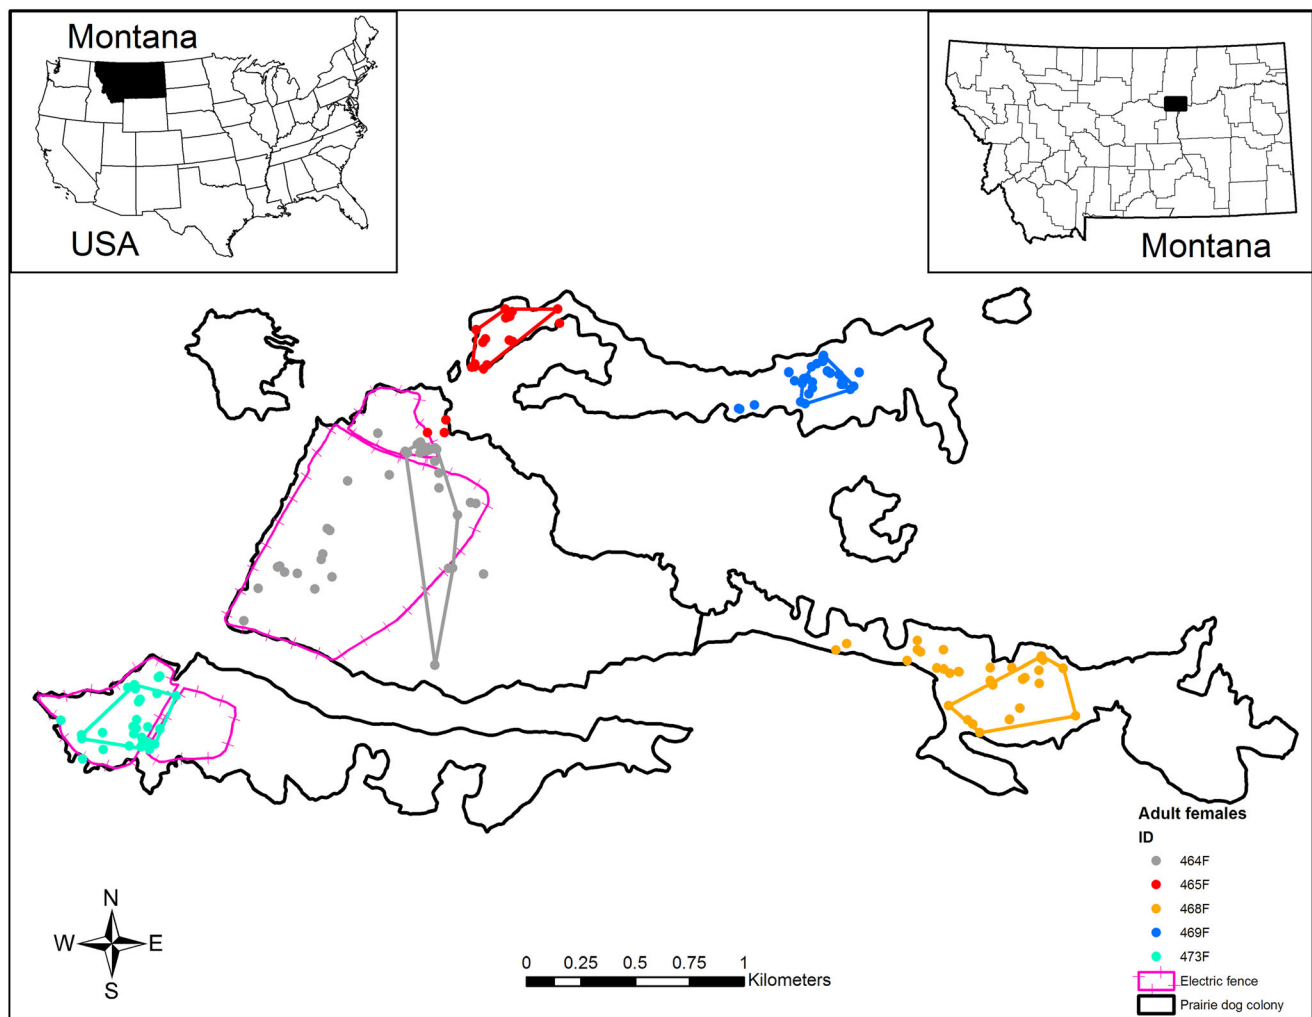 Montana
USA
Montana
N
W E
S
0 0.25 0.5 0.75 1
Kilometers
Adult females
ID
464F
465F
468F
469F
473F
Electric fence
Prairie dog colony